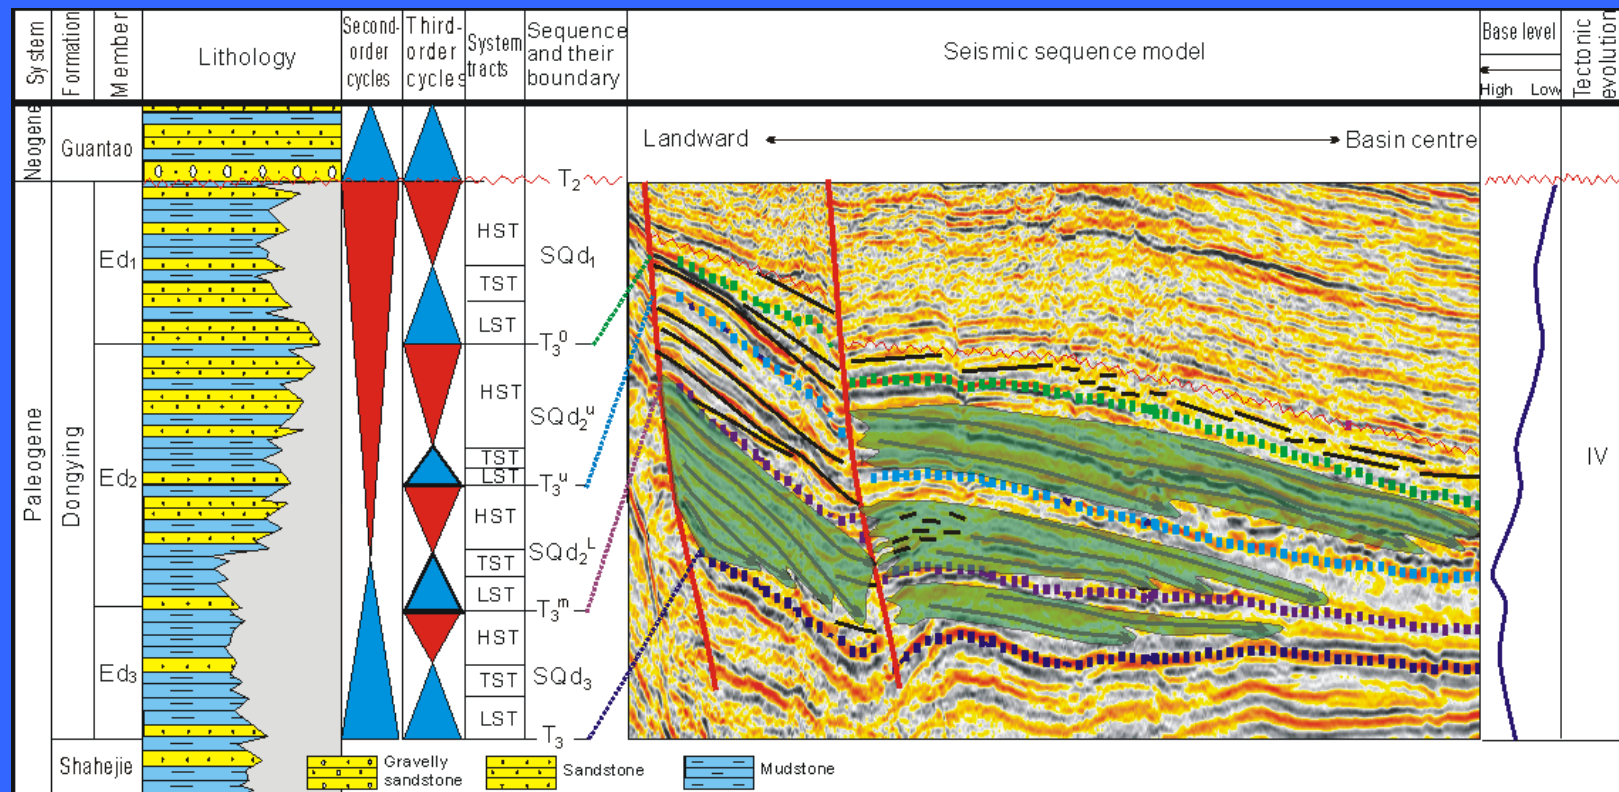 System
Formation
Member
Lithology
Second-
order
cycles
Third-
order
cycles
System
tracts
Sequence
and their
boundary
Seismic sequence model
Base level
High Low
Tectonic
evolution
Neogene
Guantao
Landward
Basin centre
T2
Paleogene
Dongying
Ed1
HST
TST
LST
SQd1
T3^0
Ed2
HST
TST
LST
SQd2^u
T3^u
HST
TST
LST
SQd2^L
T3^m
Ed3
HST
TST
LST
SQd3
T3
IV
Shahejie
Gravelly
sandstone
Sandstone
Mudstone